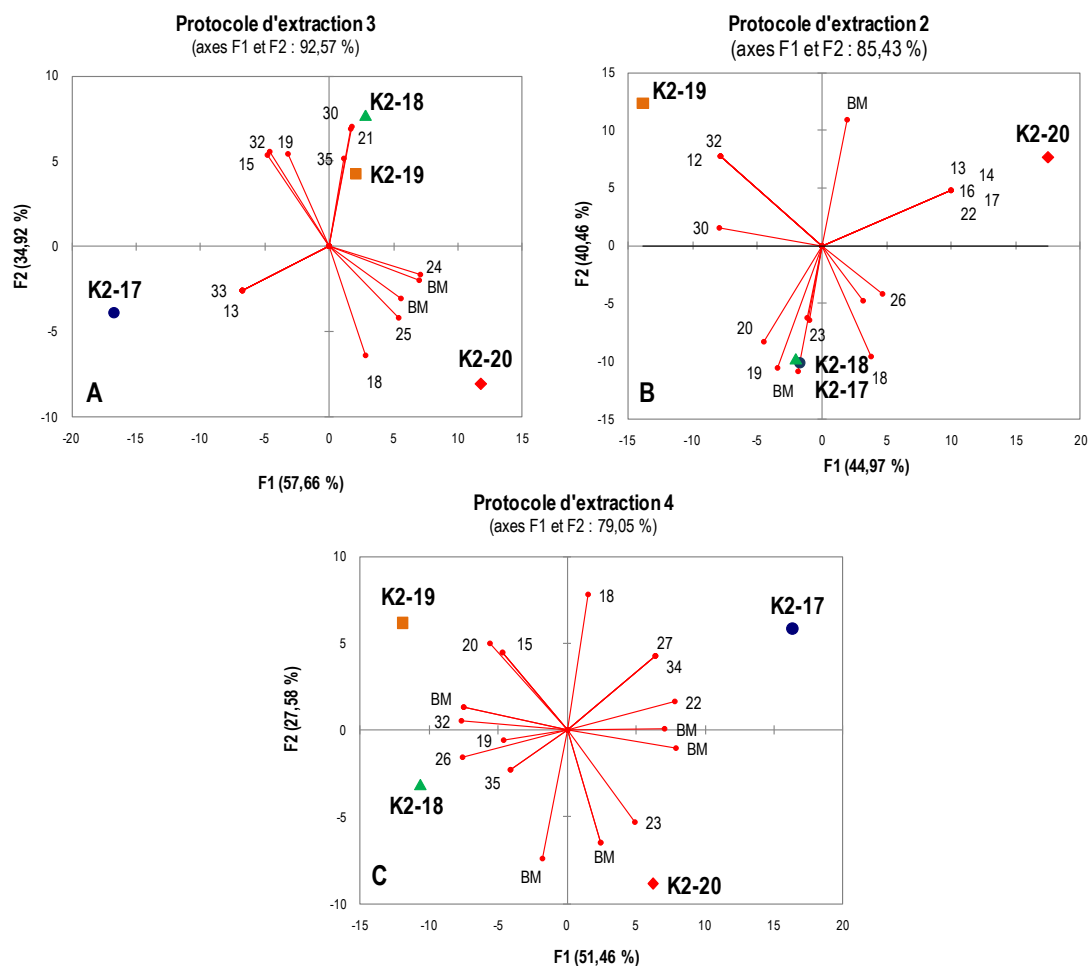 Protocole d'extraction 3
(axes F1 et F2 : 92,57 %)
10
5
0
-5
-10
-20
-15
-10
-5
0
5
10
15
F2 (34,92 %)
F1 (57,66 %)
A
K2-18
K2-19
K2-17
K2-20
30
21
35
32
19
15
33
13
24
BM
BM
25
18
Protocole d'extraction 2
(axes F1 et F2 : 85,43 %)
15
10
5
0
-5
-10
-15
-15
-10
-5
0
5
10
15
20
F2 (40,46 %)
F1 (44,97 %)
B
K2-19
K2-20
K2-18
K2-17
BM
32
12
30
13
14
16
17
22
26
20
23
19
18
BM
Protocole d'extraction 4
(axes F1 et F2 : 79,05 %)
10
5
0
-5
-10
-15
-10
-5
0
5
10
15
20
F2 (27,58 %)
F1 (51,46 %)
C
K2-19
K2-17
K2-18
K2-20
18
20
15
27
34
BM
22
32
BM
19
BM
26
35
23
BM
BM